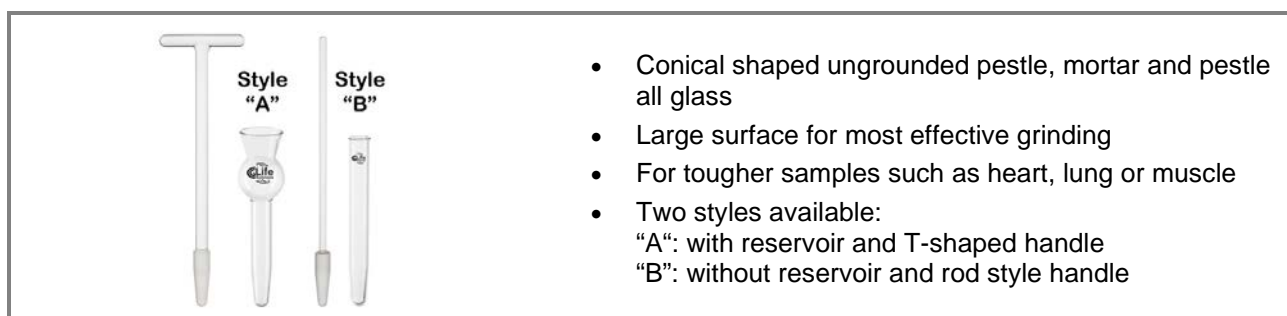 Style
“A”
Style
“B”
Life
• Conical shaped ungrounded pestle, mortar and pestle
all glass
• Large surface for most effective grinding
• For tougher samples such as heart, lung or muscle
• Two styles available:
“A“: with reservoir and T-shaped handle
“B”: without reservoir and rod style handle